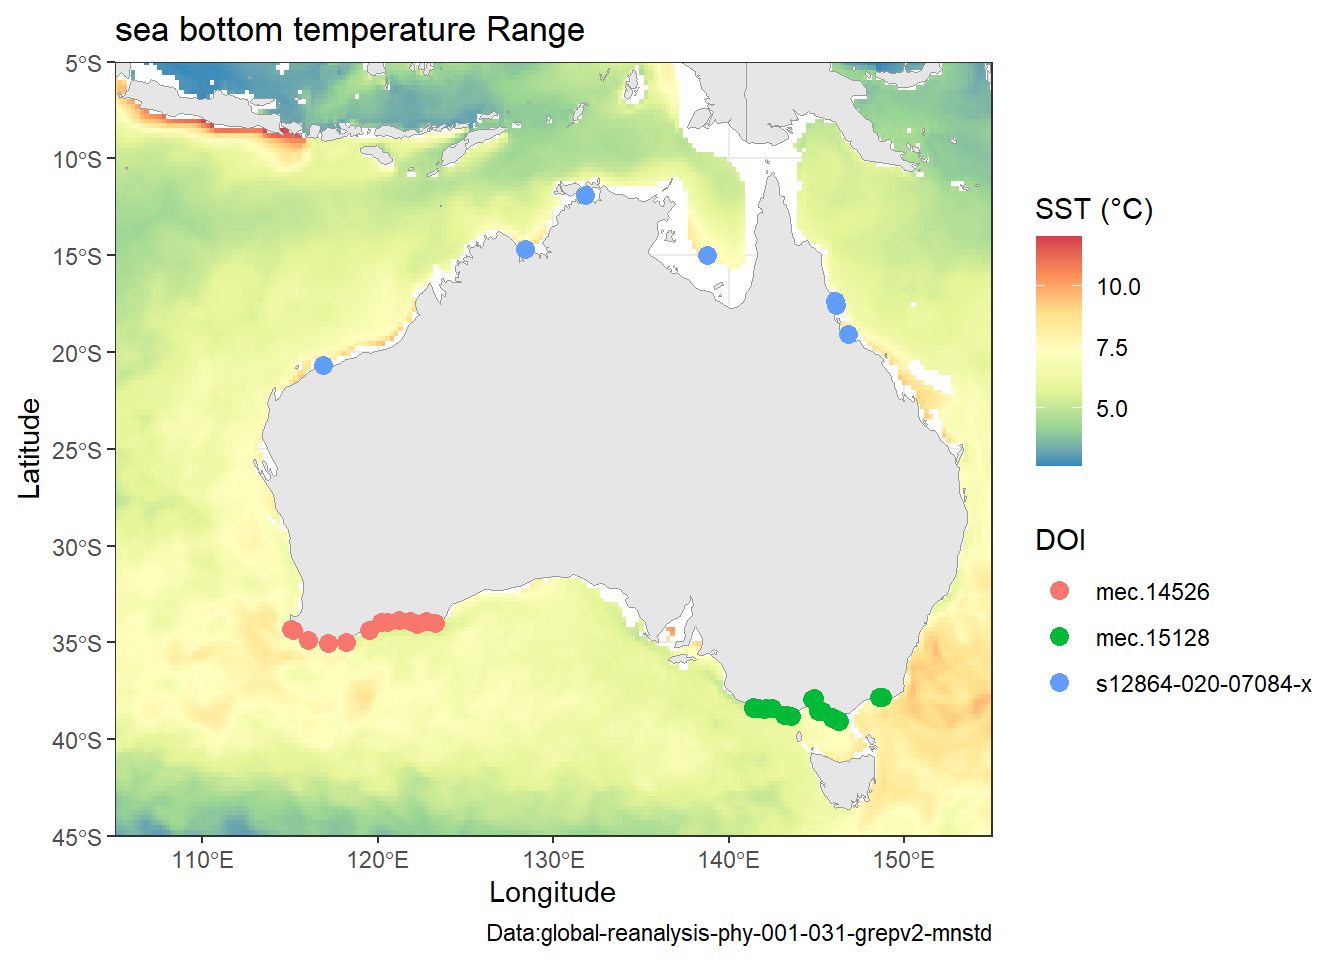 sea bottom temperature Range
5°S
10°S
15°S
20°S
25°S
30°S
35°S
40°S
45°S
Latitude
110°E
120°E
130°E
140°E
150°E
Longitude
Data:global-reanalysis-phy-001-031-grepv2-mnstd
SST (°C)
10.0
7.5
5.0
DOI
mec.14526
mec.15128
s12864-020-07084-x